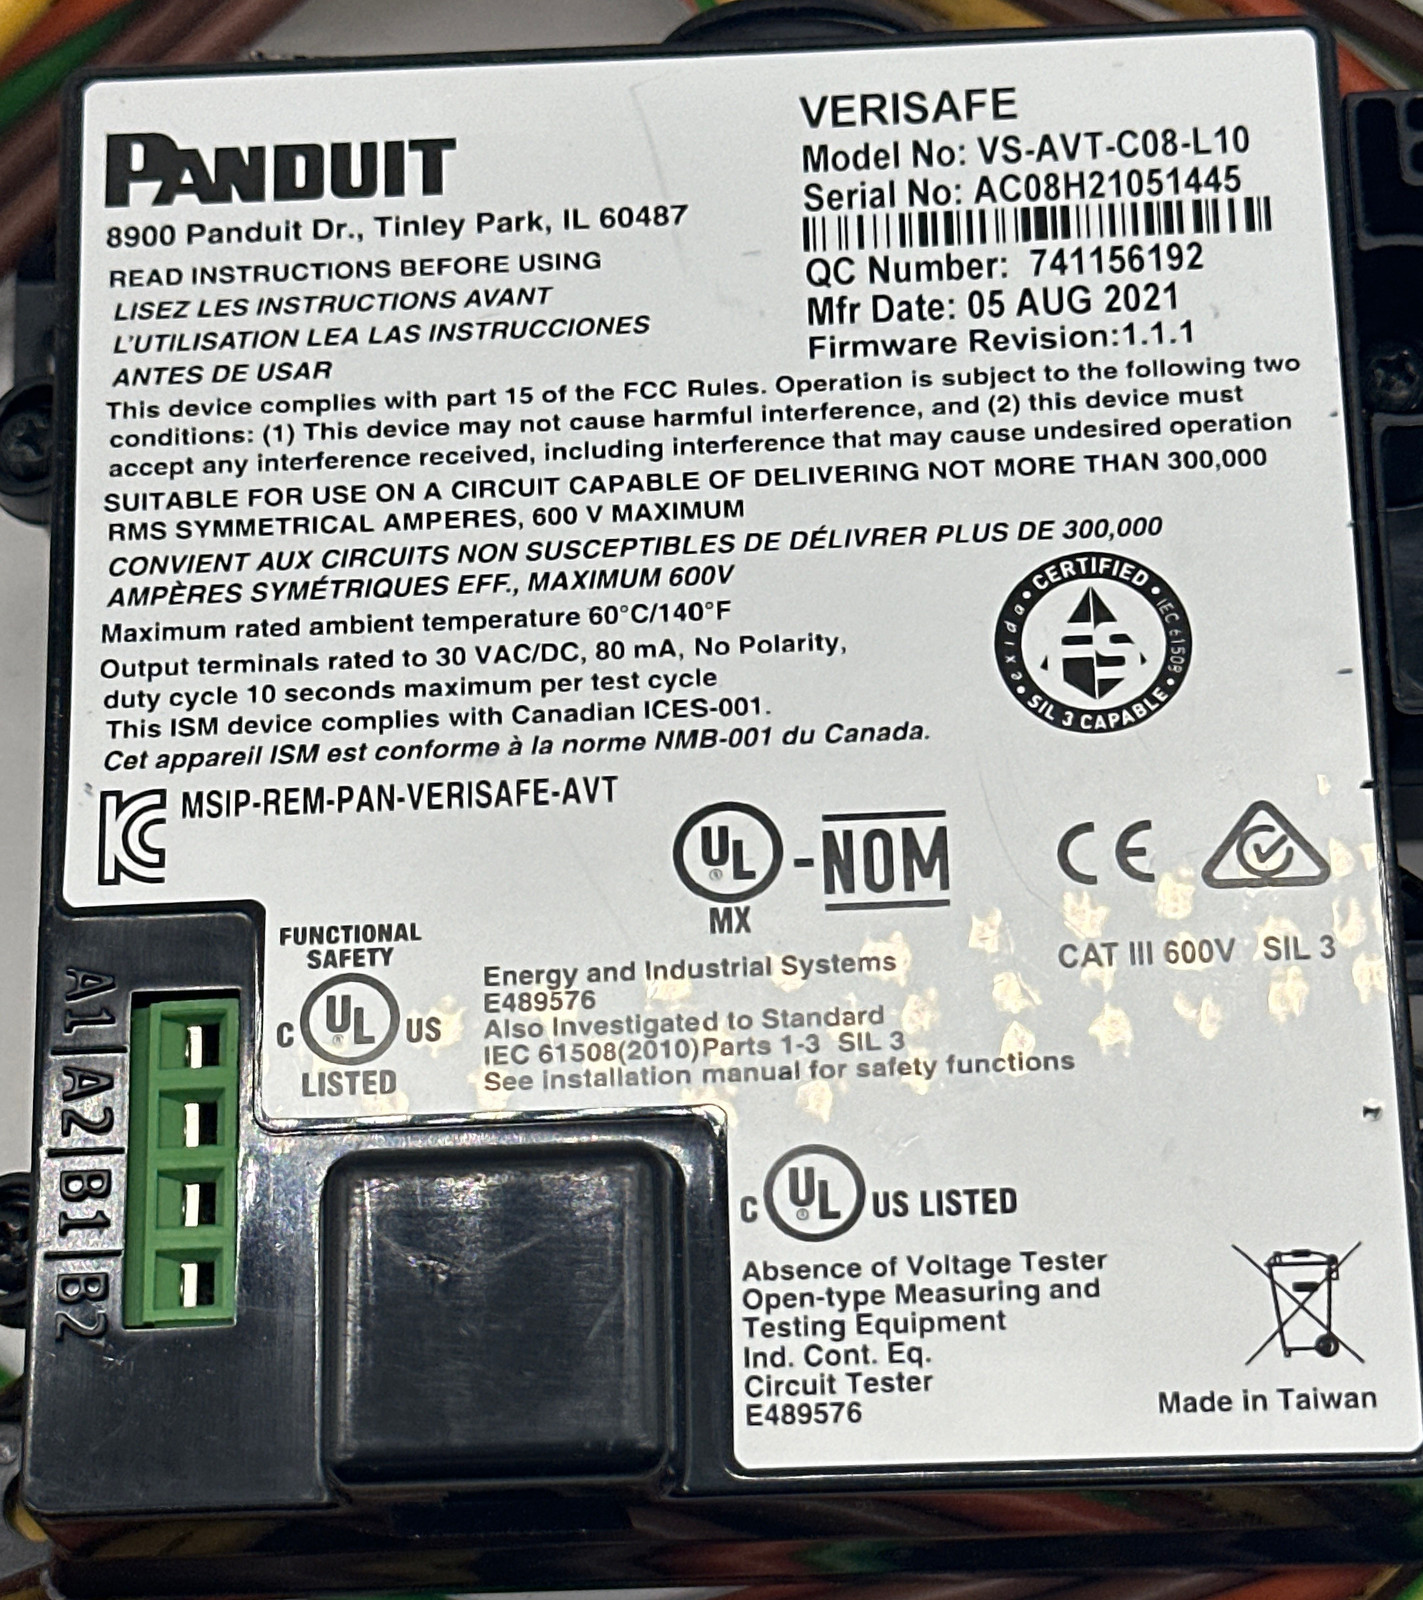 PANDUIT
8900 Panduit Dr., Tinley Park, IL 60487
READ INSTRUCTIONS BEFORE USING
LISEZ LES INSTRUCTIONS AVANT
L'UTILISATION LEA LAS INSTRUCCIONES
ANTES DE USAR
VERISAFE
Model No: VS-AVT-C08-L10
Serial No: AC08H21051445
QC Number: 741156192
Mfr Date: 05 AUG 2021
Firmware Revision:1.1.1
This device complies with part 15 of the FCC Rules. Operation is subject to the following two
conditions: (1) This device may not cause harmful interference, and (2) this device must
accept any interference received, including interference that may cause undesired operation
SUITABLE FOR USE ON A CIRCUIT CAPABLE OF DELIVERING NOT MORE THAN 300,000
RMS SYMMETRICAL AMPERES, 600 V MAXIMUM
CONVIENT AUX CIRCUITS NON SUSCEPTIBLES DE DÉLIVRER PLUS DE 300,000
AMPÈRES SYMÉTRIQUES EFF., MAXIMUM 600V
Maximum rated ambient temperature 60°C/140°F
Output terminals rated to 30 VAC/DC, 80 mA, No Polarity,
duty cycle 10 seconds maximum per test cycle
This ISM device complies with Canadian ICES-001.
Cet appareil ISM est conforme à la norme NMB-001 du Canada.
exida • CERTIFIED • IEC 61508 • SIL 3 CAPABLE •
FS
KC MSIP-REM-PAN-VERISAFE-AVT
UL -NOM
MX
CE
CAT III 600V SIL 3
FUNCTIONAL
SAFETY
C UL US
LISTED
Energy and Industrial Systems
E489576
Also Investigated to Standard
IEC 61508(2010)Parts 1-3 SIL 3
See installation manual for safety functions
A1|A2|B1|B2
C UL US LISTED
Absence of Voltage Tester
Open-type Measuring and
Testing Equipment
Ind. Cont. Eq.
Circuit Tester
E489576
Made in Taiwan